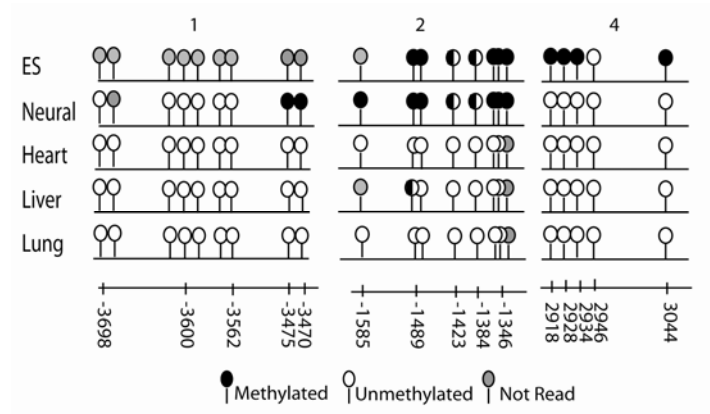 1 2 4
ES
Neural
Heart
Liver
Lung
-3698 -3600 -3562 -3475 -3470 -1585 -1489 -1423 -1384 -1346 2918 2928 2934 2946 3044
Methylated Unmethylated Not Read